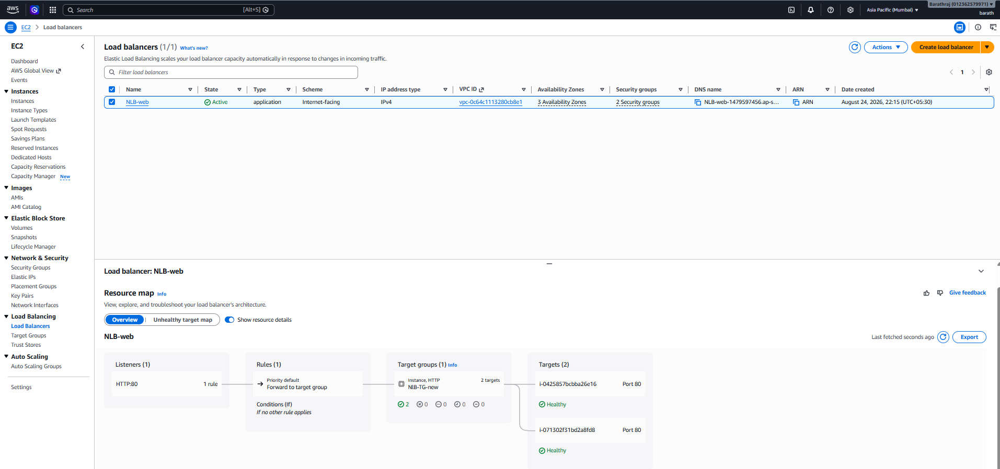 aws
Search
[Alt+S]
Asia Pacific (Mumbai)
Barathraj (012362579971)
barath
EC2
Load balancers
EC2
Dashboard
AWS Global View
Events
Instances
Instances
Instance Types
Launch Templates
Spot Requests
Savings Plans
Reserved Instances
Dedicated Hosts
Capacity Reservations
Capacity Manager New
Images
AMIs
AMI Catalog
Elastic Block Store
Volumes
Snapshots
Lifecycle Manager
Network & Security
Security Groups
Elastic IPs
Placement Groups
Key Pairs
Network Interfaces
Load Balancing
Load Balancers
Target Groups
Trust Stores
Auto Scaling
Auto Scaling Groups
Settings
Load balancers (1/1) What's new?
Actions
Create load balancer
Elastic Load Balancing scales your load balancer capacity automatically in response to changes in incoming traffic.
Filter load balancers
1
Name State Type Scheme IP address type VPC ID Availability Zones Security groups DNS name ARN Date created
NLB-web Active application Internet-facing IPv4 vpc-0c64c1113280cb8e1 3 Availability Zones 2 Security groups NLB-web-1479597456.ap-s... ARN August 24, 2026, 22:15 (UTC+05:30)
Load balancer: NLB-web
Resource map Info
Give feedback
View, explore, and troubleshoot your load balancer's architecture.
Overview Unhealthy target map Show resource details
NLB-web
Last fetched seconds ago Export
Listeners (1)
HTTP:80 1 rule
Rules (1)
Priority default
Forward to target group
Conditions (If)
If no other rule applies
Target groups (1) Info
Instance, HTTP 2 targets
NlB-TG-new
2 0 0 0 0
Targets (2)
i-0425857bcbba26e16 Port 80
Healthy
i-071302f31bd2a8fd8 Port 80
Healthy